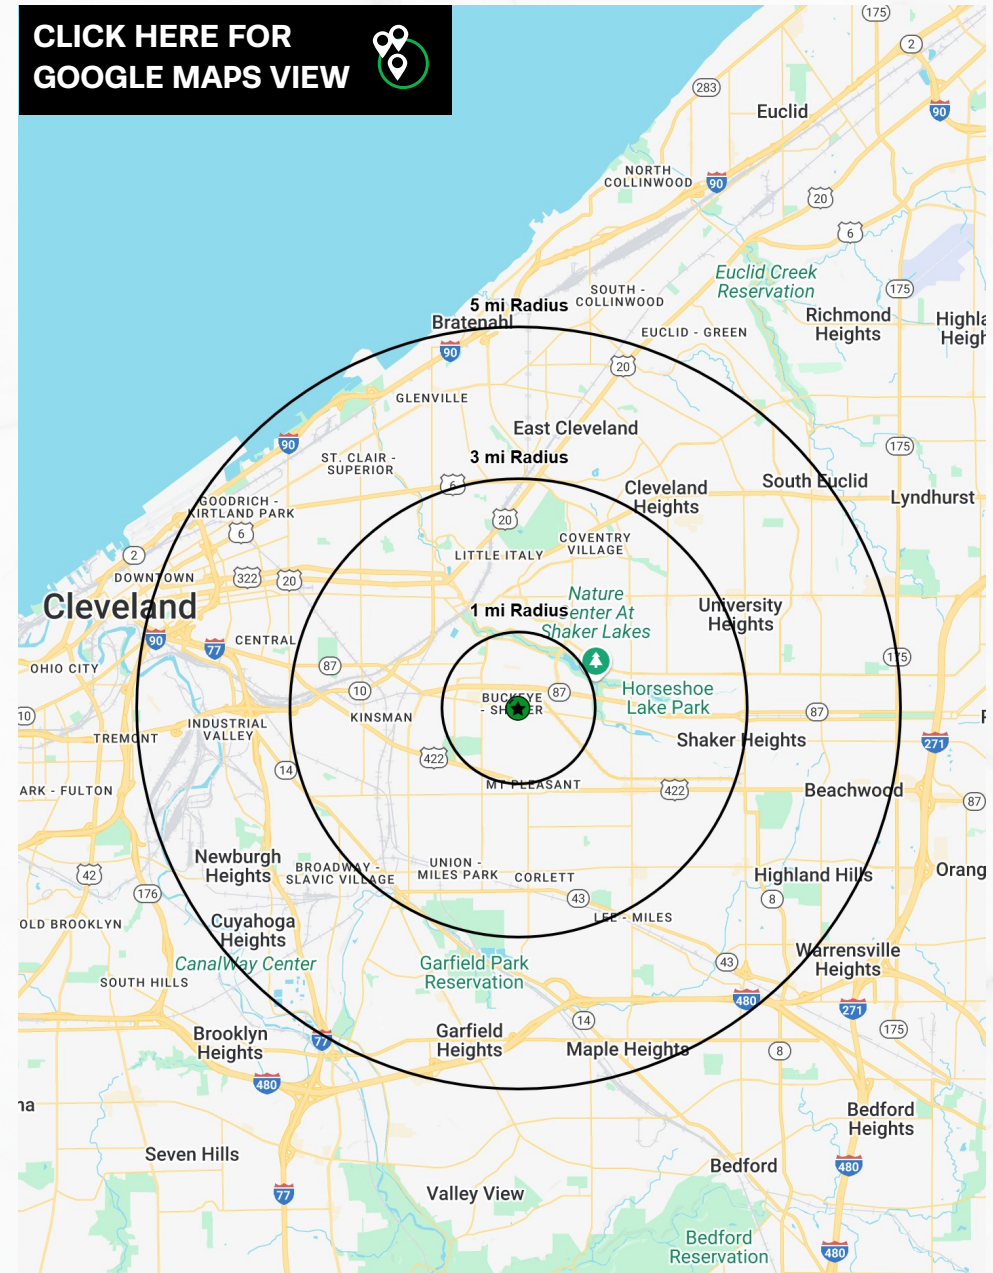 CLICK HERE FOR
GOOGLE MAPS VIEW
175
2
283
90
Euclid
NORTH
COLLINWOOD
90
20
6
Euclid Creek
Reservation
175
SOUTH -
COLLINWOOD
5 mi Radius
Bratenahl
Richmond
Heights
EUCLID - GREEN
90
20
GLENVILLE
East Cleveland
90
175
3 mi Radius
ST. CLAIR -
SUPERIOR
6
South Euclid
Cleveland
Heights
Lyndhurst
GOODRICH -
KIRTLAND PARK
20
6
COVENTRY
VILLAGE
2
LITTLE ITALY
DOWNTOWN
322
20
Cleveland
Nature
Center At
Shaker Lakes
1 mi Radius
University
Heights
90
77
CENTRAL
OHIO CITY
87
175
10
BUCKEYE
- SHAKER
87
Horseshoe
Lake Park
10
KINSMAN
87
INDUSTRIAL
VALLEY
TREMONT
Shaker Heights
271
422
14
MT PLEASANT
422
ARK - FULTON
Beachwood
87
Newburgh
Heights
BROADWAY -
SLAVIC VILLAGE
UNION -
MILES PARK
CORLETT
Highland Hills
Orang
42
176
43
8
LEE - MILES
OLD BROOKLYN
Cuyahoga
Heights
CanalWay Center
Garfield Park
Reservation
43
Warrensville
Heights
SOUTH HILLS
480
271
14
175
Brooklyn
Heights
77
Garfield
Heights
Maple Heights
8
480
na
Bedford
Heights
Seven Hills
Bedford
480
77
Valley View
Bedford
Reservation
480